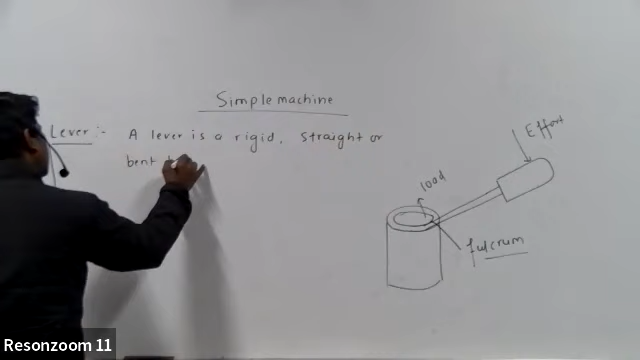 Simple machine
Lever :- A lever is a rigid, straight or
bent
load
Effort
fulcrum
Resonzoom 11